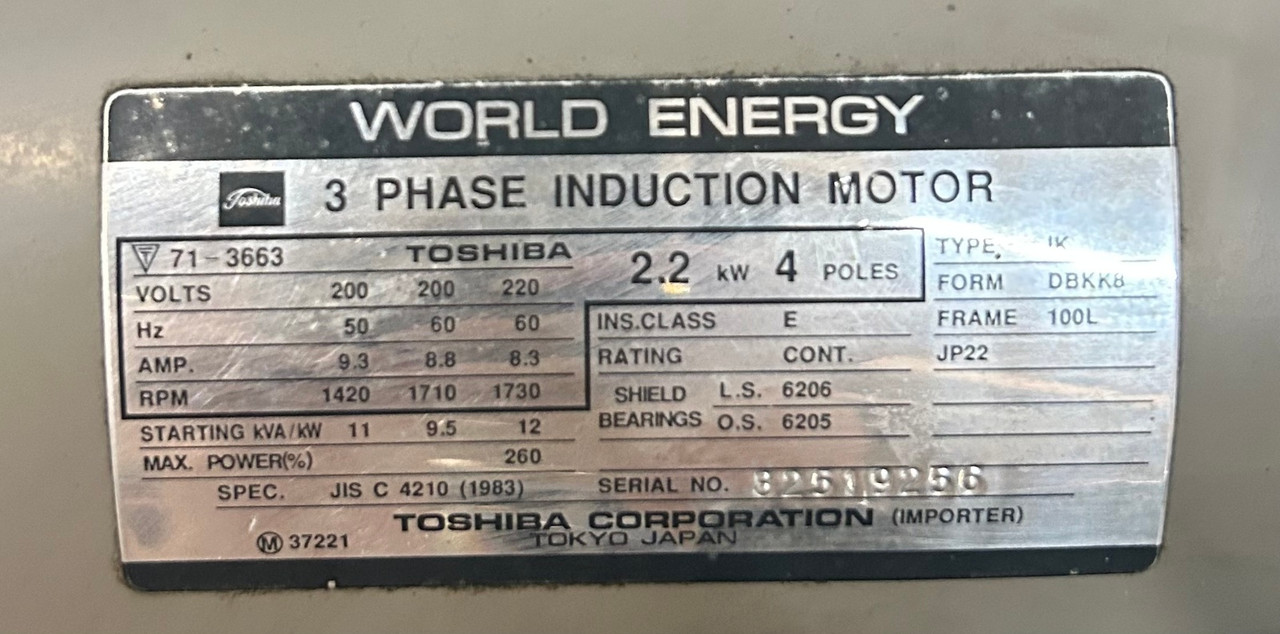 WORLD ENERGY
Toshiba 3 PHASE INDUCTION MOTOR
71-3663 TOSHIBA 2.2 kW 4 POLES
TYPE IK
VOLTS 200 200 220
FORM DBKK8
Hz 50 60 60
INS.CLASS E
FRAME 100L
AMP. 9.3 8.8 8.3
RATING CONT.
JP22
RPM 1420 1710 1730
SHIELD L.S. 6206
BEARINGS O.S. 6205
STARTING kVA/kW 11 9.5 12
MAX. POWER(%) 260
SPEC. JIS C 4210 (1983)
SERIAL NO. 82519256
TOSHIBA CORPORATION (IMPORTER)
TOKYO JAPAN
M 37221